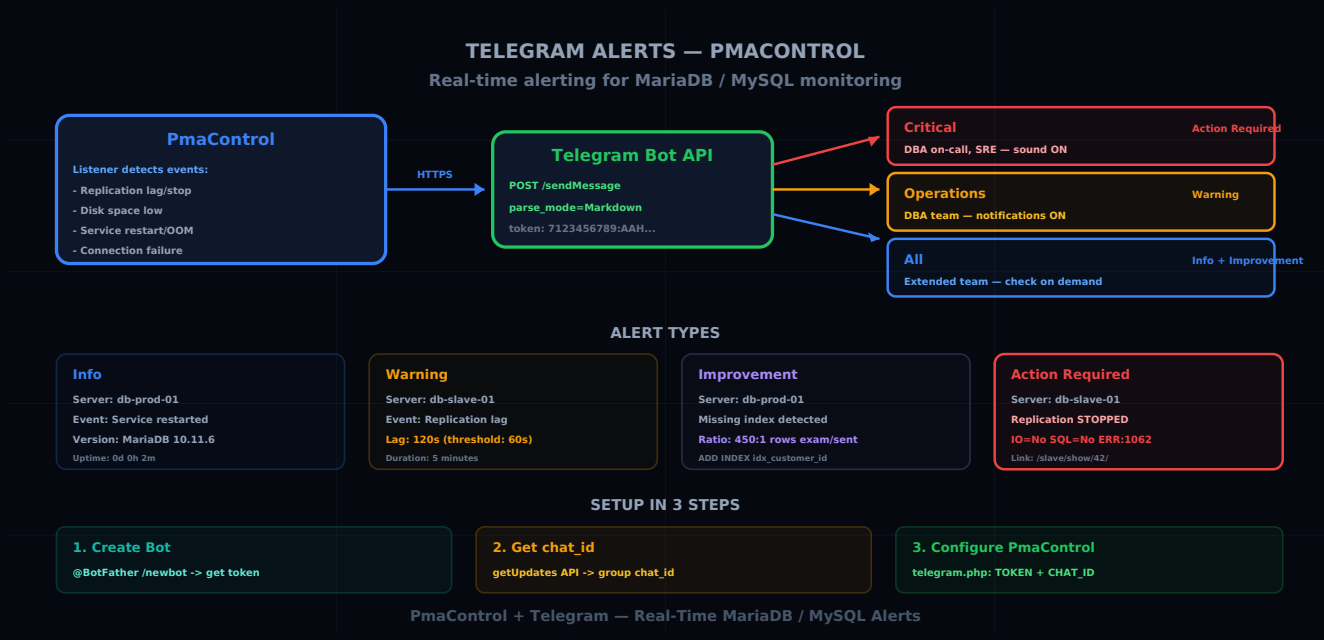 TELEGRAM ALERTS — PMACONTROL
Real-time alerting for MariaDB / MySQL monitoring
PmaControl
Listener detects events:
- Replication lag/stop
- Disk space low
- Service restart/OOM
- Connection failure
HTTPS
Telegram Bot API
POST /sendMessage
parse_mode=Markdown
token: 7123456789:AAH...
Critical
Action Required
DBA on-call, SRE — sound ON
Operations
Warning
DBA team — notifications ON
All
Info + Improvement
Extended team — check on demand
ALERT TYPES
Info
Server: db-prod-01
Event: Service restarted
Version: MariaDB 10.11.6
Uptime: 0d 0h 2m
Warning
Server: db-slave-01
Event: Replication lag
Lag: 120s (threshold: 60s)
Duration: 5 minutes
Improvement
Server: db-prod-01
Missing index detected
Ratio: 450:1 rows exam/sent
ADD INDEX idx_customer_id
Action Required
Server: db-slave-01
Replication STOPPED
IO=No SQL=No ERR:1062
Link: /slave/show/42/
SETUP IN 3 STEPS
1. Create Bot
@BotFather /newbot -> get token
2. Get chat_id
getUpdates API -> group chat_id
3. Configure PmaControl
telegram.php: TOKEN + CHAT_ID
PmaControl + Telegram — Real-Time MariaDB / MySQL Alerts